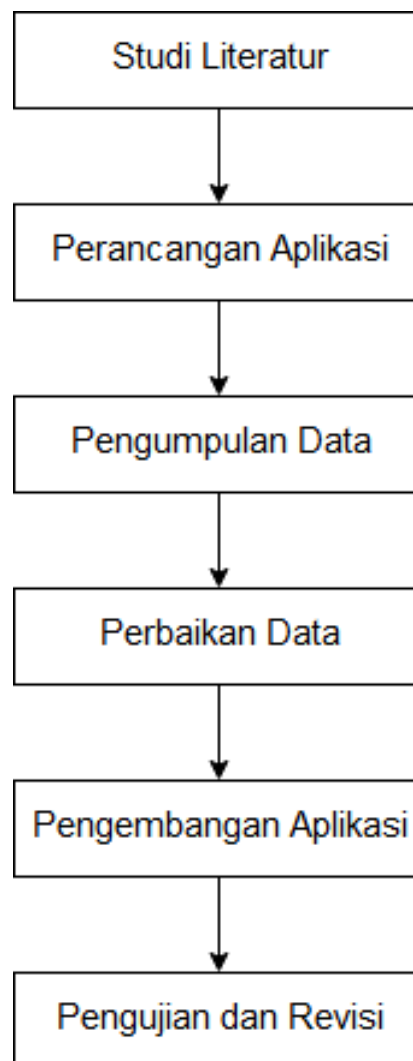 Studi Literatur
Perancangan Aplikasi
Pengumpulan Data
Perbaikan Data
Pengembangan Aplikasi
Pengujian dan Revisi